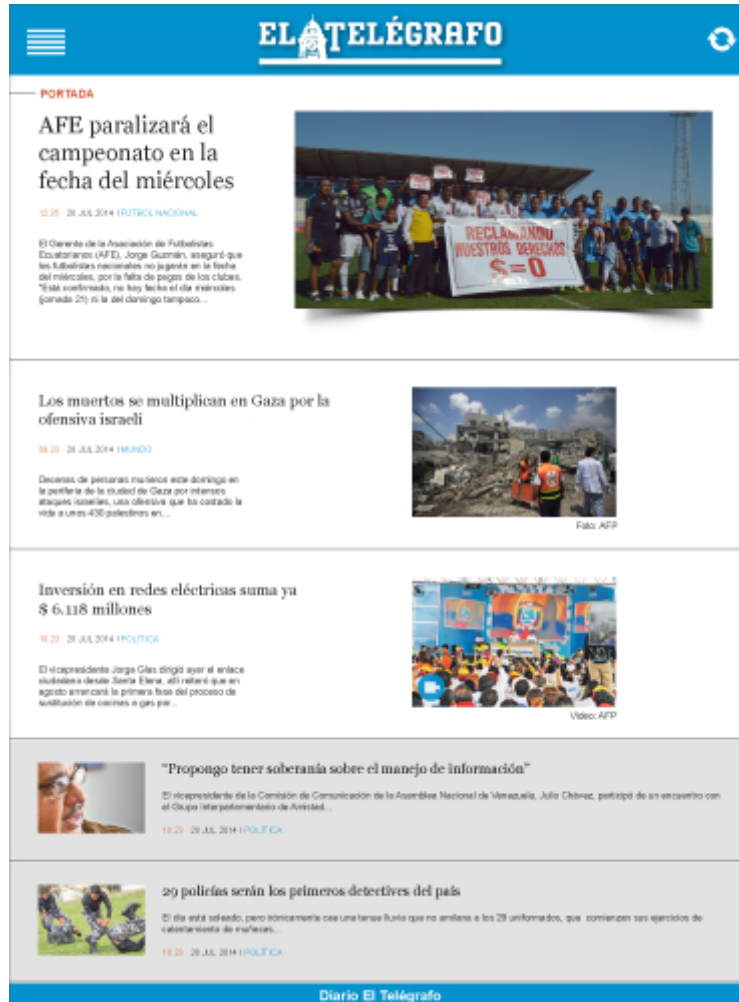 EL TELÉGRAFO
PORTADA
AFE paralizará el
campeonato en la
fecha del miércoles
12:35 20 JUL 2014 | FÚTBOL NACIONAL
El Gerente de la Asociación de Futbolistas
Ecuatorianos (AFE), Jorge Guzmán, aseguró que
los futbolistas nacionales no jugarán en la fecha
del miércoles, por la falta de pagos de los clubes.
"Está confirmado, no hay fecha el día miércoles
(jornada 21) ni la del domingo tampoco...
RECLAMANDO
NUESTROS DERECHOS
$=0
Los muertos se multiplican en Gaza por la
ofensiva israelí
20 JUL 2014 | MUNDO
Decenas de personas murieron este domingo en
la periferia de la ciudad de Gaza por intensos
ataques israelíes, una ofensiva que ha costado la
vida a unos 430 palestinos en...
Foto: AFP
Inversión en redes eléctricas suma ya
$ 6.118 millones
20 JUL 2014 | POLÍTICA
El vicepresidente Jorge Glas dirigió ayer el enlace
ciudadano desde Santa Elena, allí reiteró que en
agosto arrancará la primera fase del proceso de
sustitución de cocinas a gas por...
Video: AFP
"Propongo tener soberanía sobre el manejo de información"
El vicepresidente de la Comisión de Comunicación de la Asamblea Nacional de Venezuela, Julio Chávez, participó de un encuentro con
el Grupo Interparlamentario de Amistad...
20 JUL 2014 | POLÍTICA
29 policías serán los primeros detectives del país
El día está soleado, pero irónicamente cae una tenue lluvia que no amilana a los 29 uniformados, que comienzan sus ejercicios de
calentamiento de muñecas...
20 JUL 2014 | POLÍTICA
Diario El Telégrafo